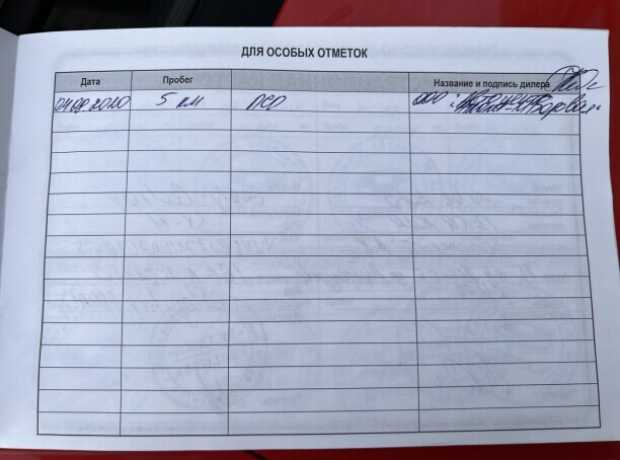 ДЛЯ ОСОБЫХ ОТМЕТОК
Дата Пробег Название и подпись дилера
04.09.2020 5 км ПСО ООО